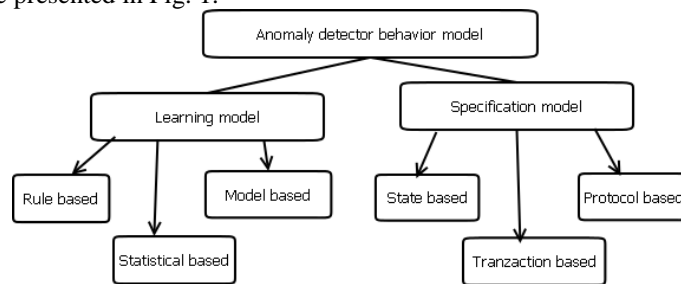 e presented in Fig. 1.
Anomaly detector behavior model
Learning model
Specification model
Rule based
Model based
State based
Protocol based
Statistical based
Tranzaction based